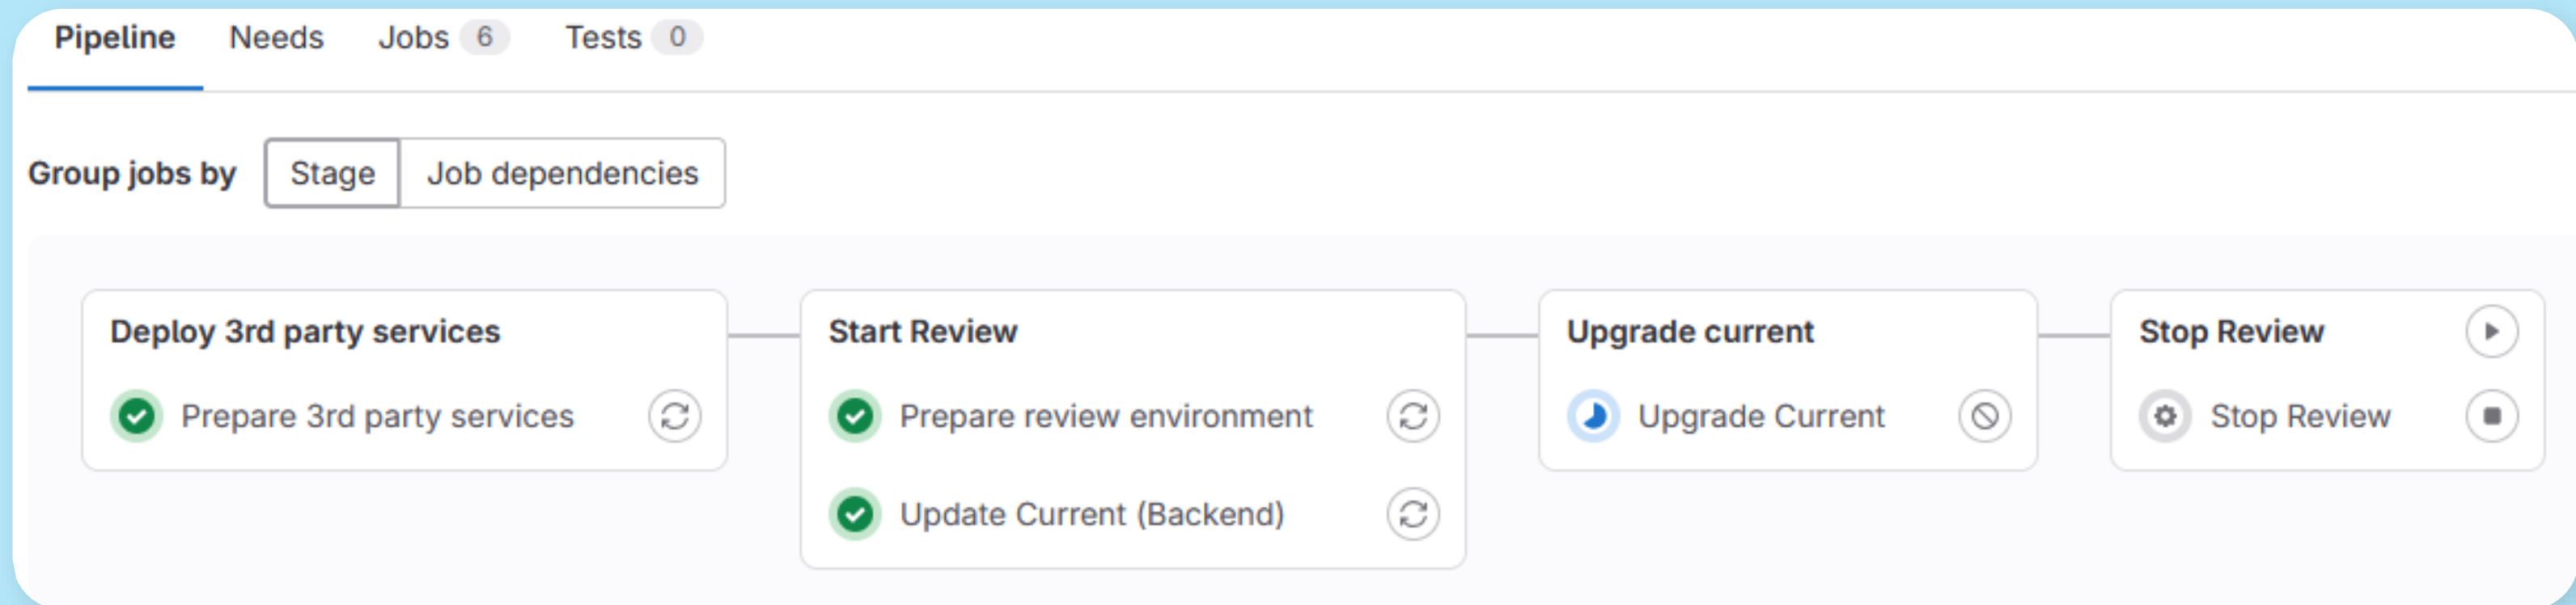 Pipeline Needs Jobs 6 Tests 0
Group jobs by Stage Job dependencies
Deploy 3rd party services
Prepare 3rd party services
Start Review
Prepare review environment
Update Current (Backend)
Upgrade current
Upgrade Current
Stop Review
Stop Review